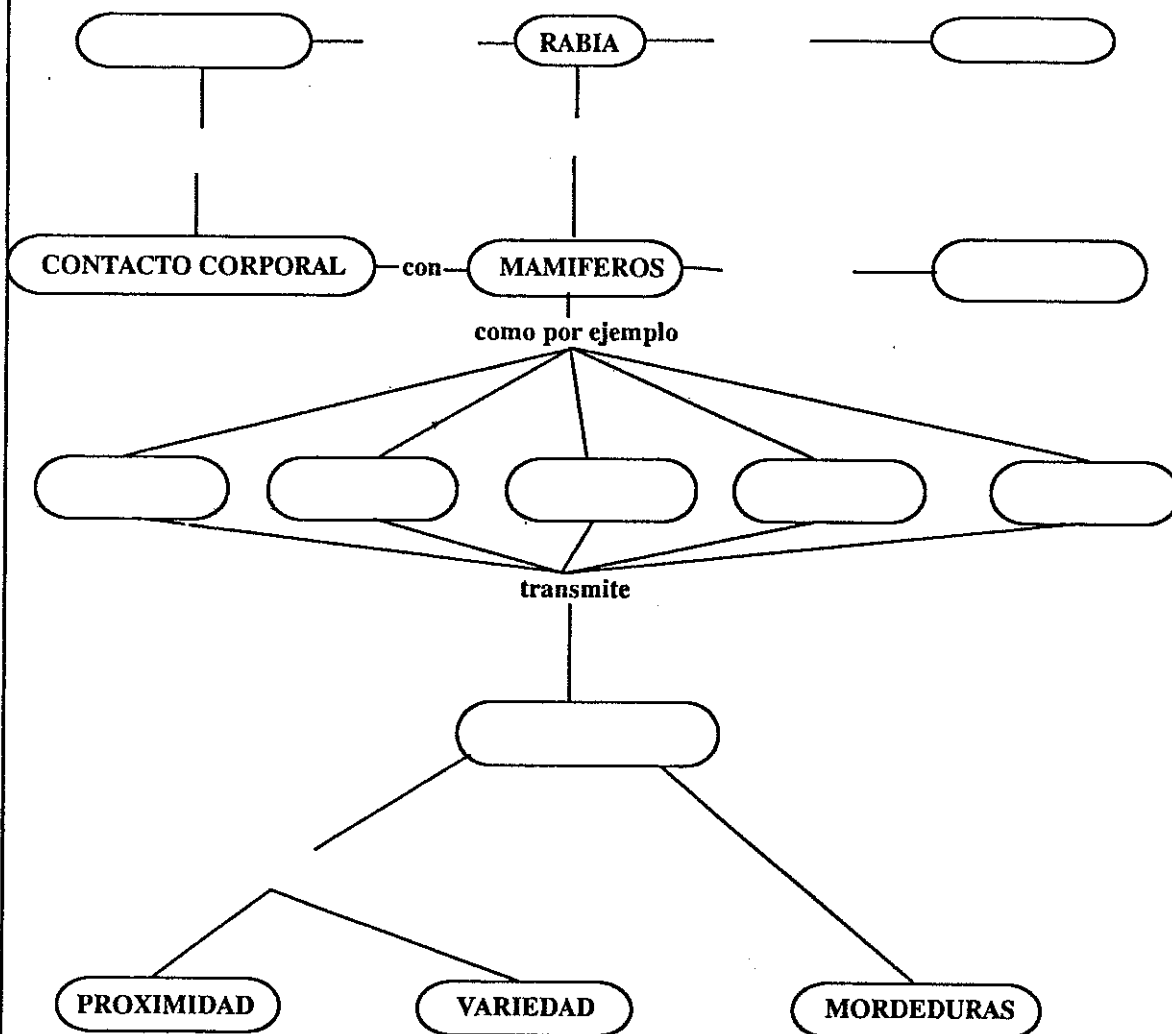 RABIA
CONTACTO CORPORAL con MAMIFEROS
como por ejemplo
transmite
PROXIMIDAD VARIEDAD MORDEDURAS